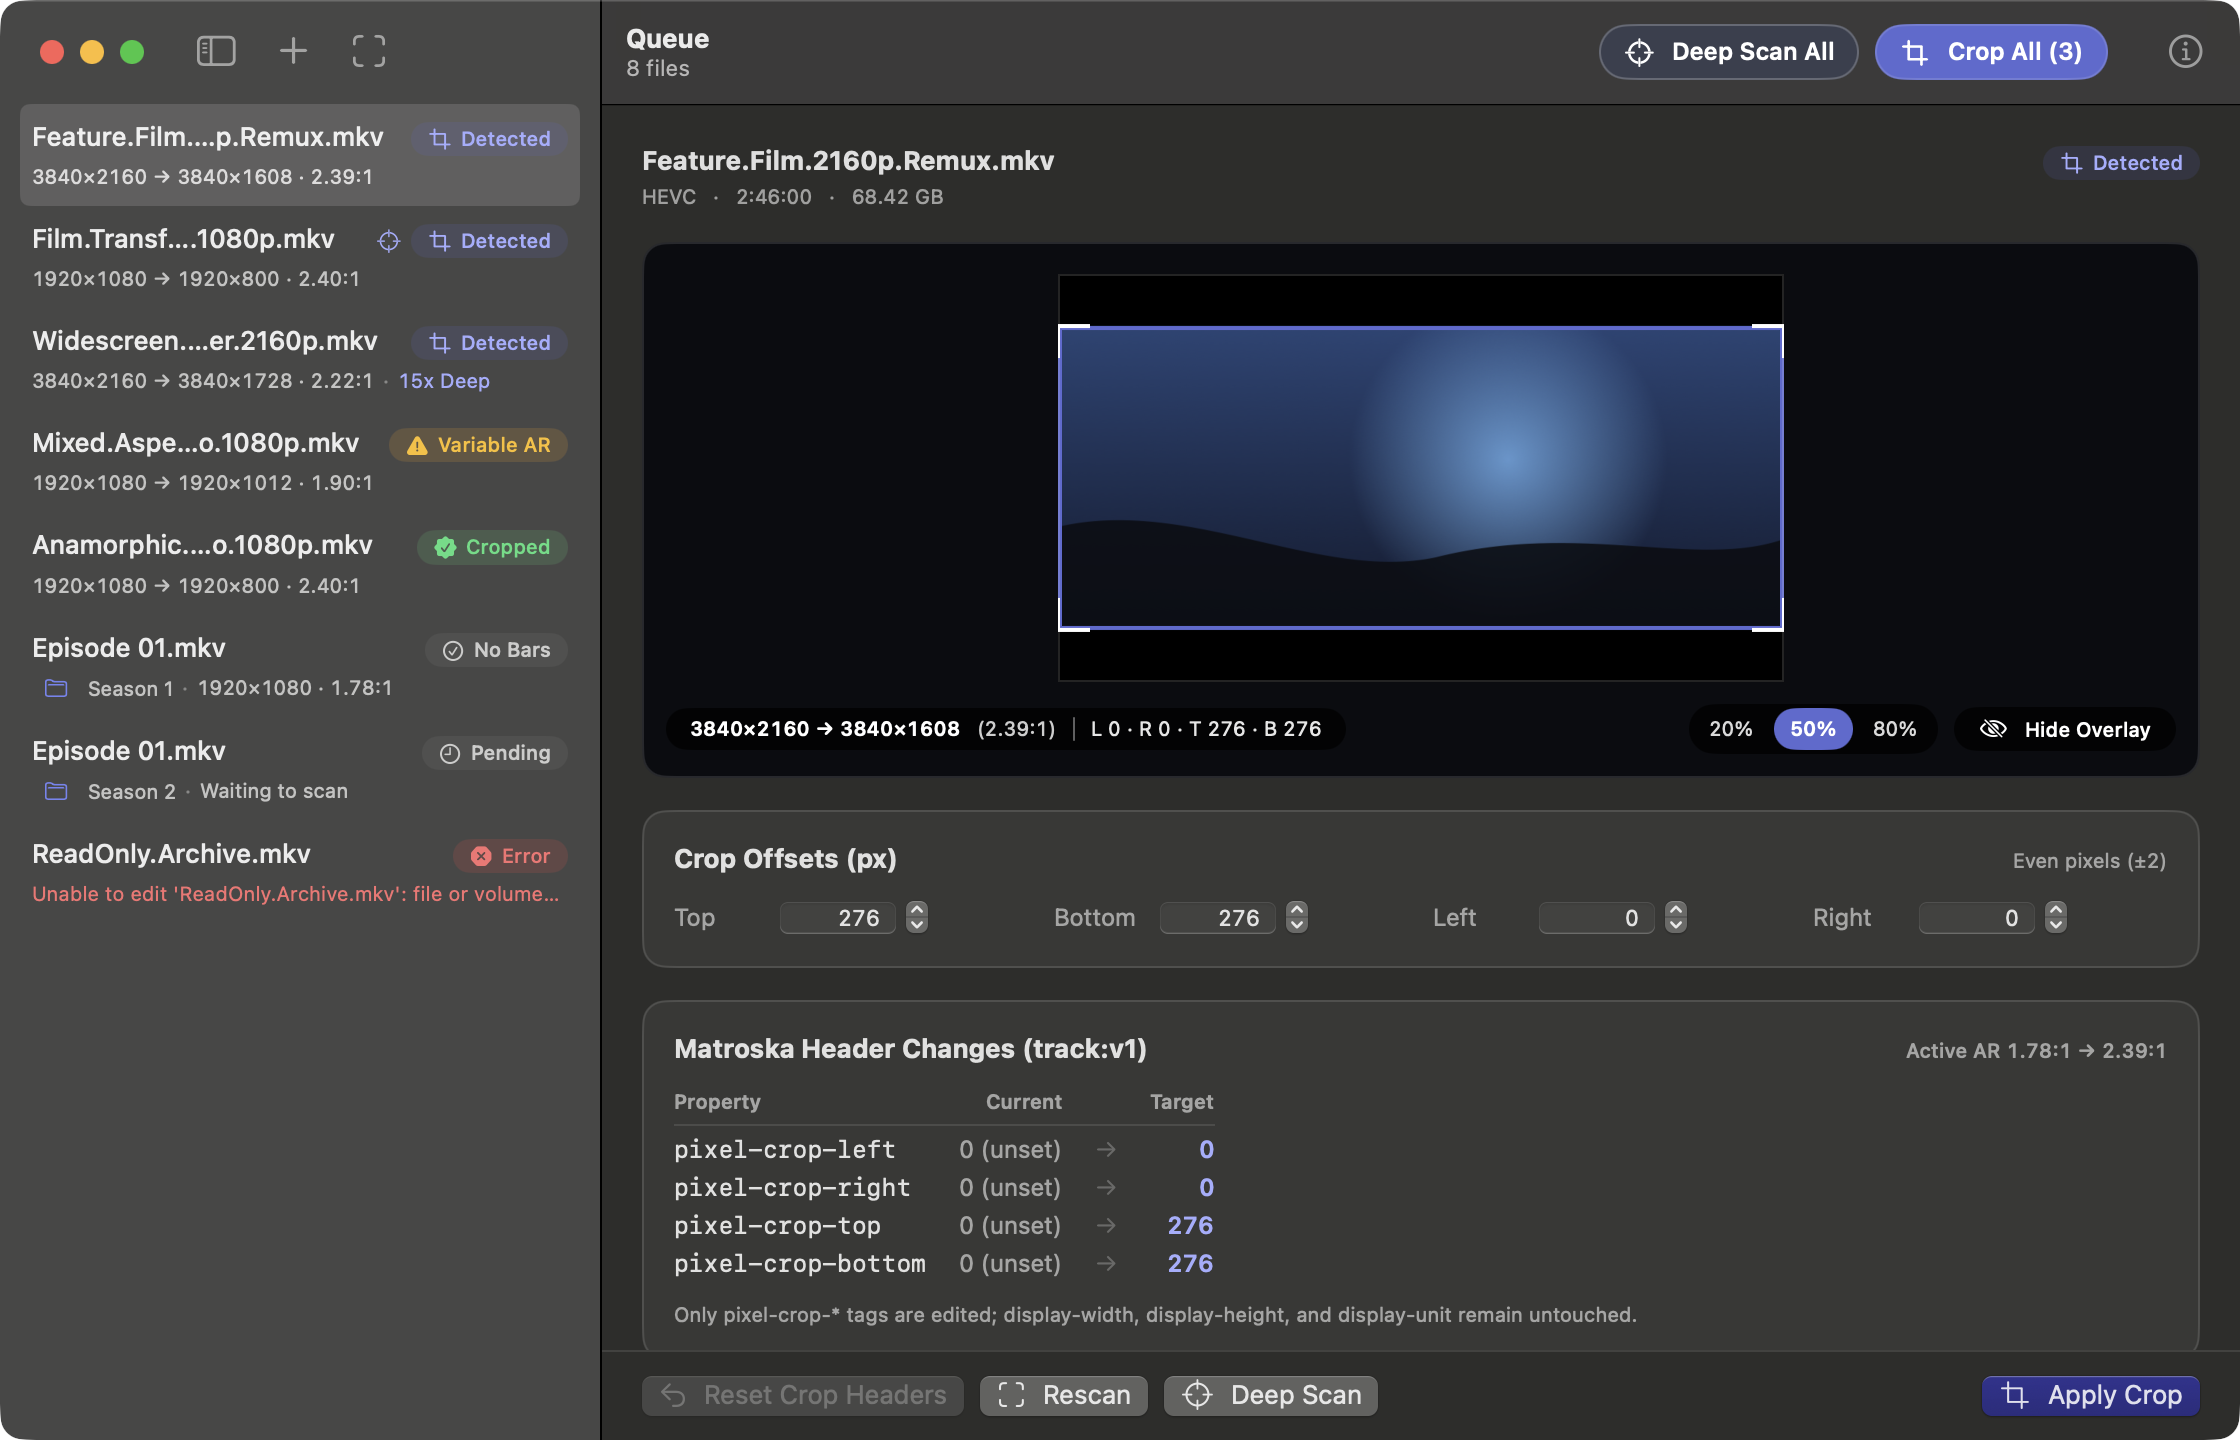 Queue
8 files
Deep Scan All
Crop All (3)
Feature.Film....p.Remux.mkv
Detected
3840×2160 → 3840×1608 · 2.39:1
Film.Transf....1080p.mkv
Detected
1920×1080 → 1920×800 · 2.40:1
Widescreen....er.2160p.mkv
Detected
3840×2160 → 3840×1728 · 2.22:1 · 15x Deep
Mixed.Aspe...o.1080p.mkv
Variable AR
1920×1080 → 1920×1012 · 1.90:1
Anamorphic....o.1080p.mkv
Cropped
1920×1080 → 1920×800 · 2.40:1
Episode 01.mkv
No Bars
Season 1 · 1920×1080 · 1.78:1
Episode 01.mkv
Pending
Season 2 · Waiting to scan
ReadOnly.Archive.mkv
Error
Unable to edit 'ReadOnly.Archive.mkv': file or volume...
Feature.Film.2160p.Remux.mkv
Detected
HEVC · 2:46:00 · 68.42 GB
3840×2160 → 3840×1608 (2.39:1) | L 0 · R 0 · T 276 · B 276
20% 50% 80%
Hide Overlay
Crop Offsets (px)
Even pixels (±2)
Top 276 Bottom 276 Left 0 Right 0
Matroska Header Changes (track:v1)
Active AR 1.78:1 → 2.39:1
Property Current Target
pixel-crop-left 0 (unset) → 0
pixel-crop-right 0 (unset) → 0
pixel-crop-top 0 (unset) → 276
pixel-crop-bottom 0 (unset) → 276
Only pixel-crop-* tags are edited; display-width, display-height, and display-unit remain untouched.
Reset Crop Headers
Rescan
Deep Scan
Apply Crop